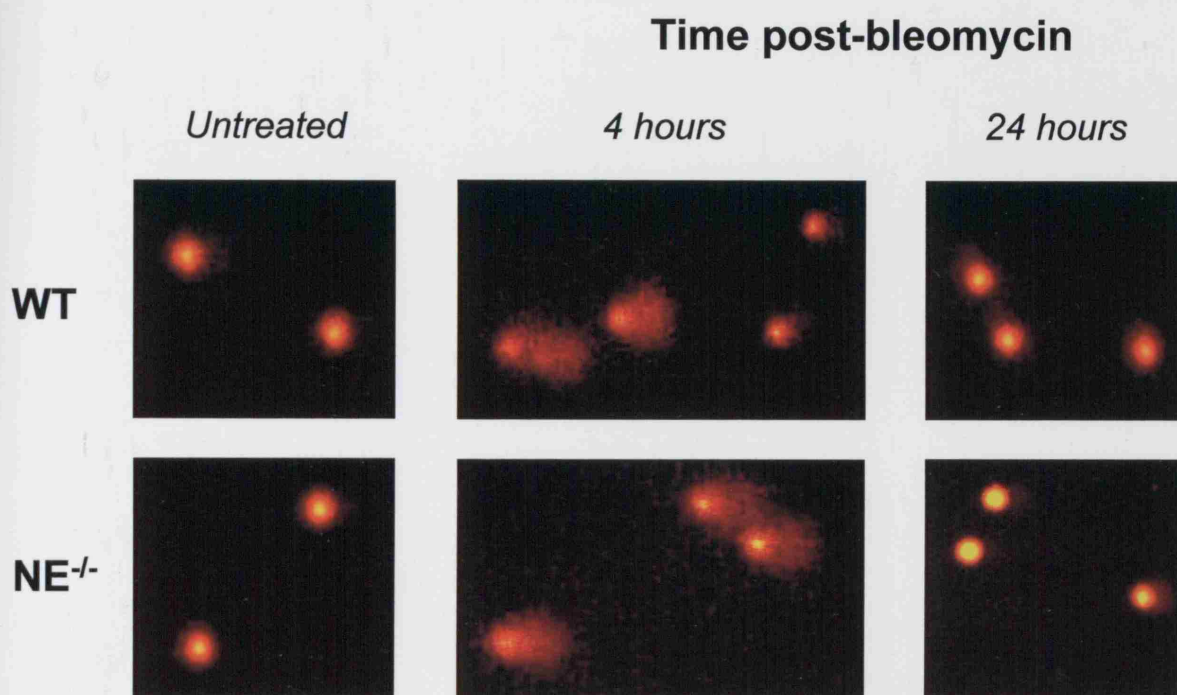 Time post-bleomycin
Untreated
4 hours
24 hours
WT
NE-/-